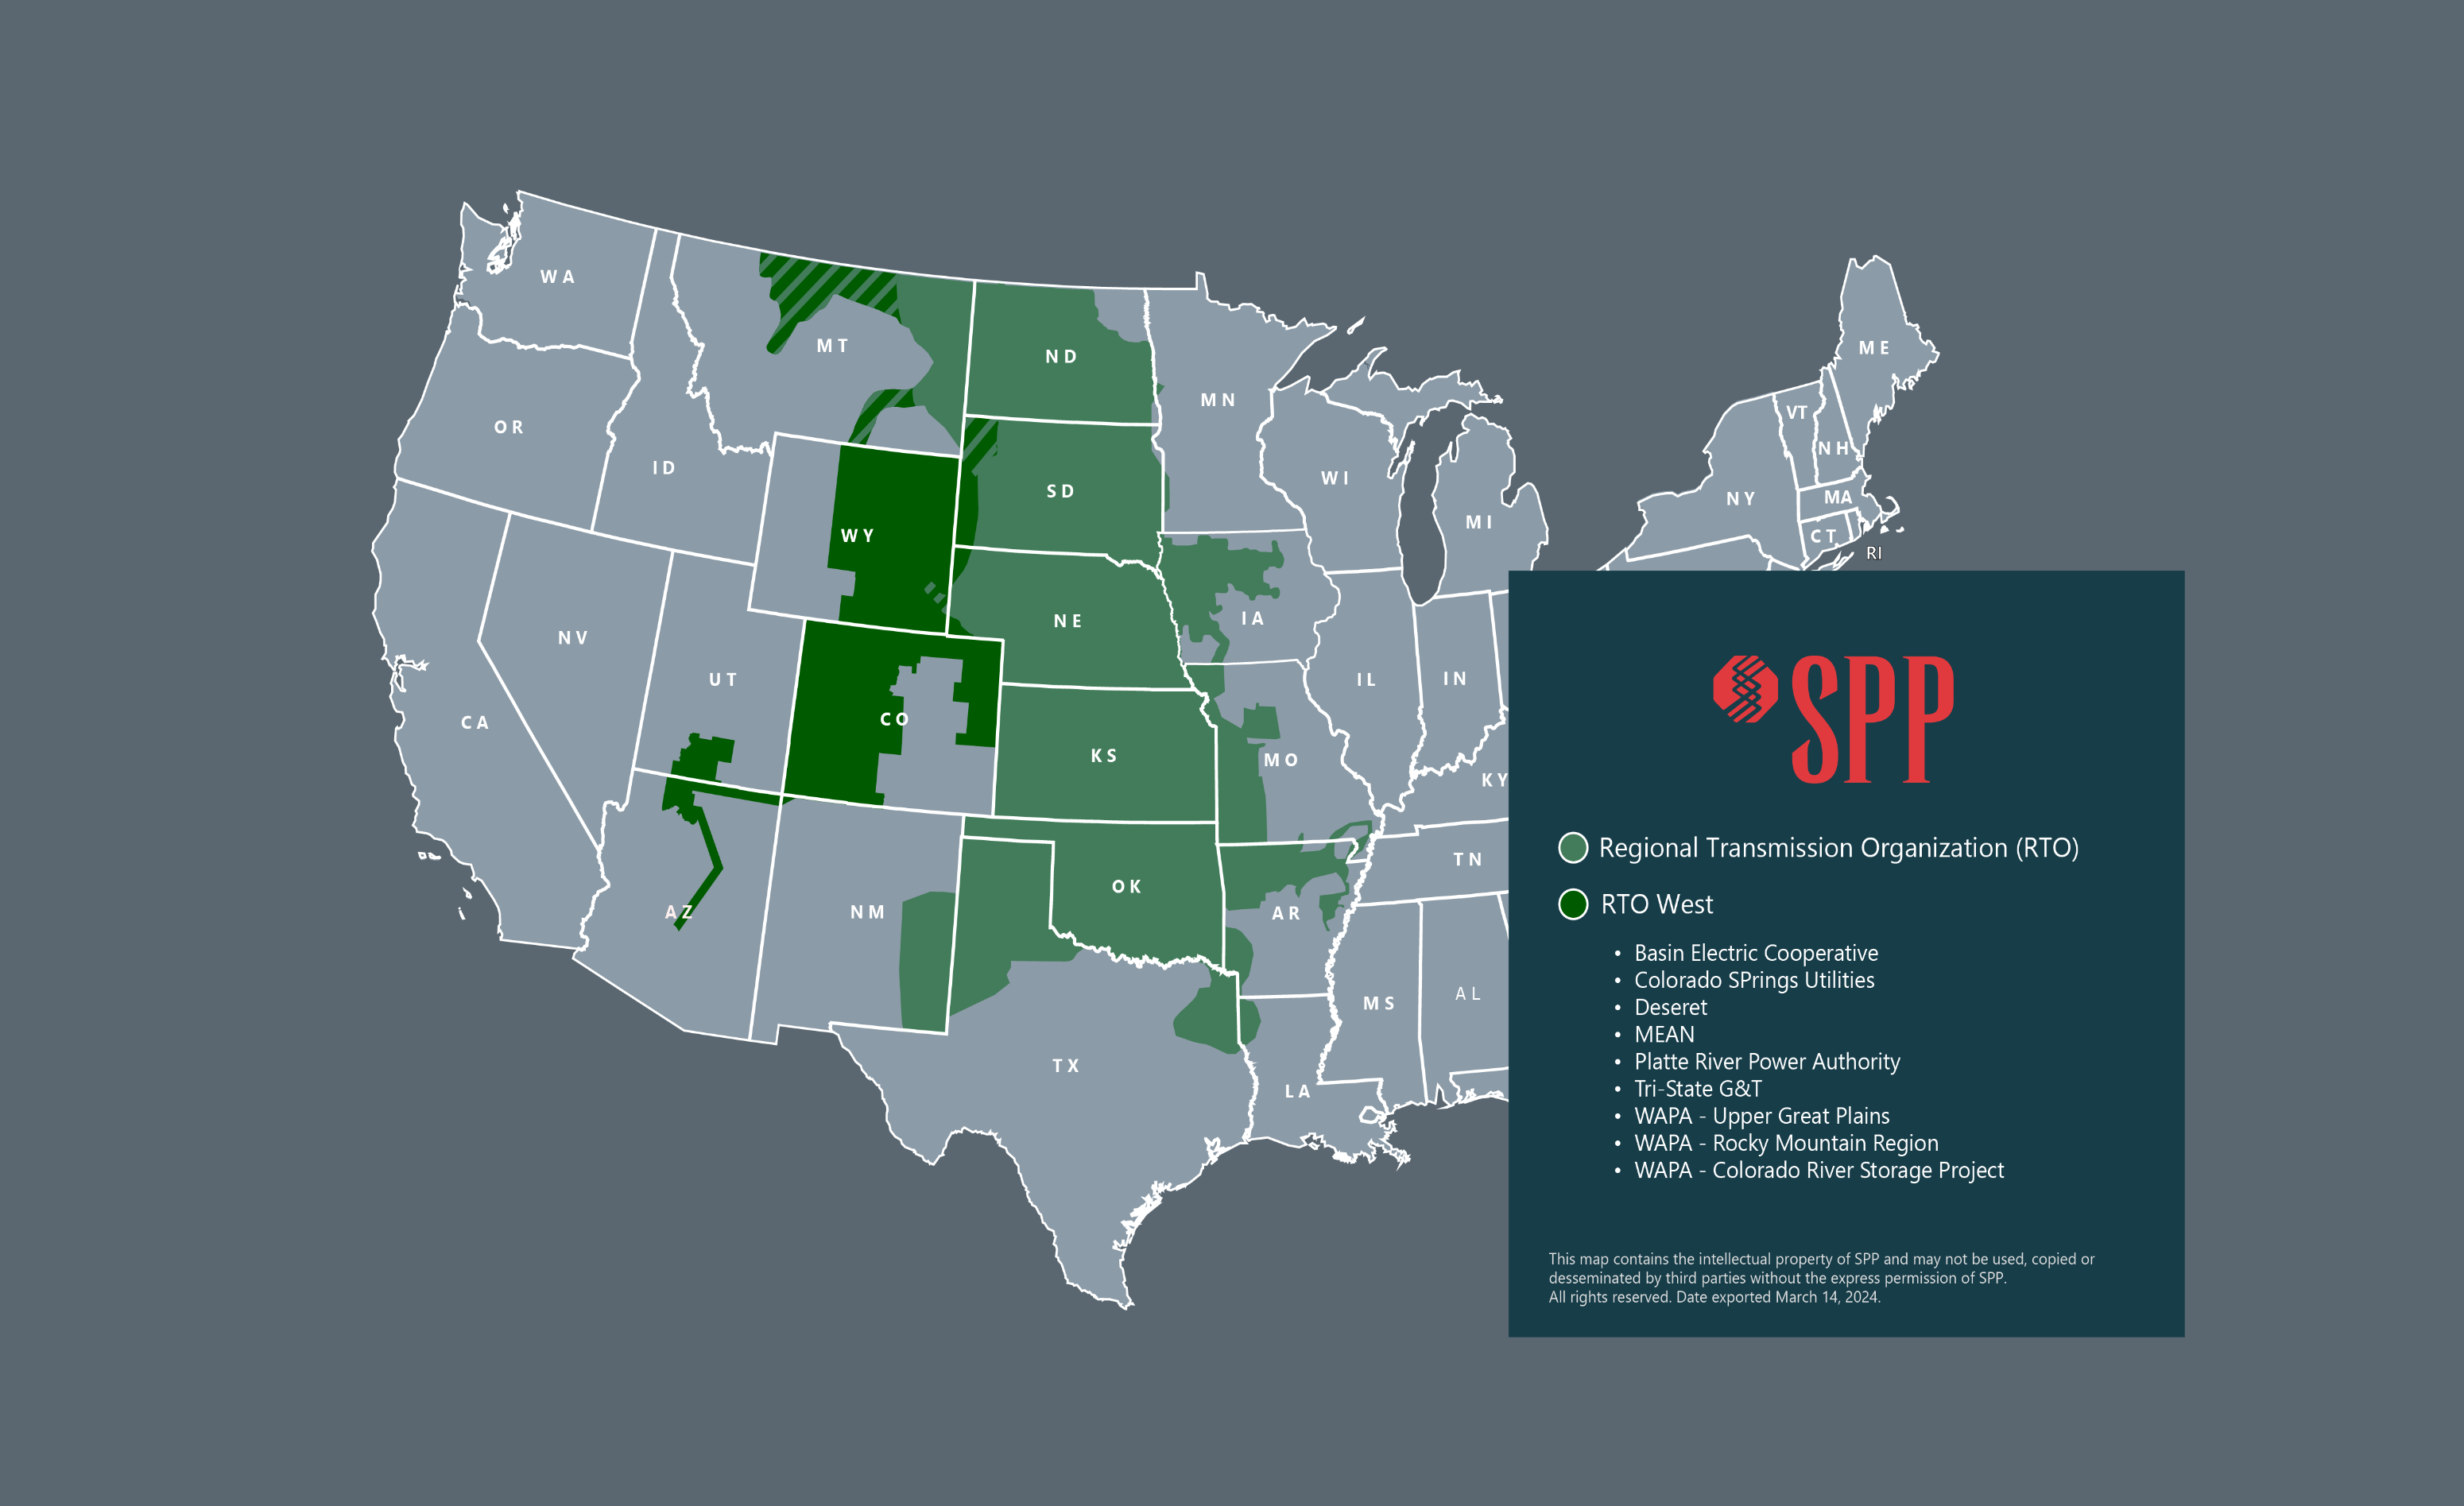 WA
MT
ND
MN
ME
OR
ID
VT
NH
WI
SD
NY
MA
MI
WY
CT
RI
IA
NE
NV
UT
IL
IN
CA
CO
KS
MO
KY
TN
OK
AZ
NM
AR
MS
AL
TX
LA
SPP
Regional Transmission Organization (RTO)
RTO West
• Basin Electric Cooperative
• Colorado SPrings Utilities
• Deseret
• MEAN
• Platte River Power Authority
• Tri-State G&T
• WAPA - Upper Great Plains
• WAPA - Rocky Mountain Region
• WAPA - Colorado River Storage Project
This map contains the intellectual property of SPP and may not be used, copied or
desseminated by third parties without the express permission of SPP.
All rights reserved. Date exported March 14, 2024.